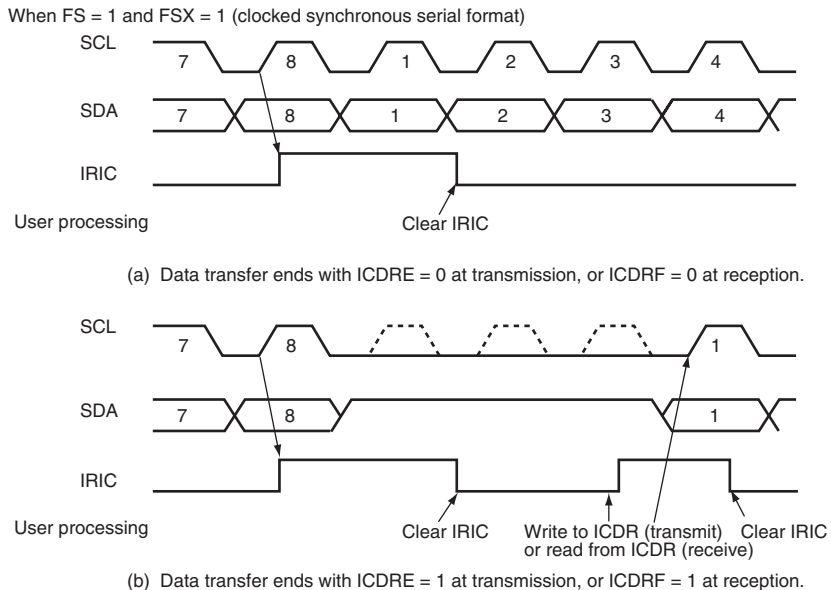 When FS = 1 and FSX = 1 (clocked synchronous serial format)
SCL
7 8 1 2 3 4
SDA
7 8 1 2 3 4
IRIC
User processing
Clear IRIC
(a) Data transfer ends with ICDRE = 0 at transmission, or ICDRF = 0 at reception.
SCL
7 8 1
SDA
7 8 1
IRIC
User processing
Clear IRIC
Write to ICDR (transmit)
or read from ICDR (receive)
Clear IRIC
(b) Data transfer ends with ICDRE = 1 at transmission, or ICDRF = 1 at reception.